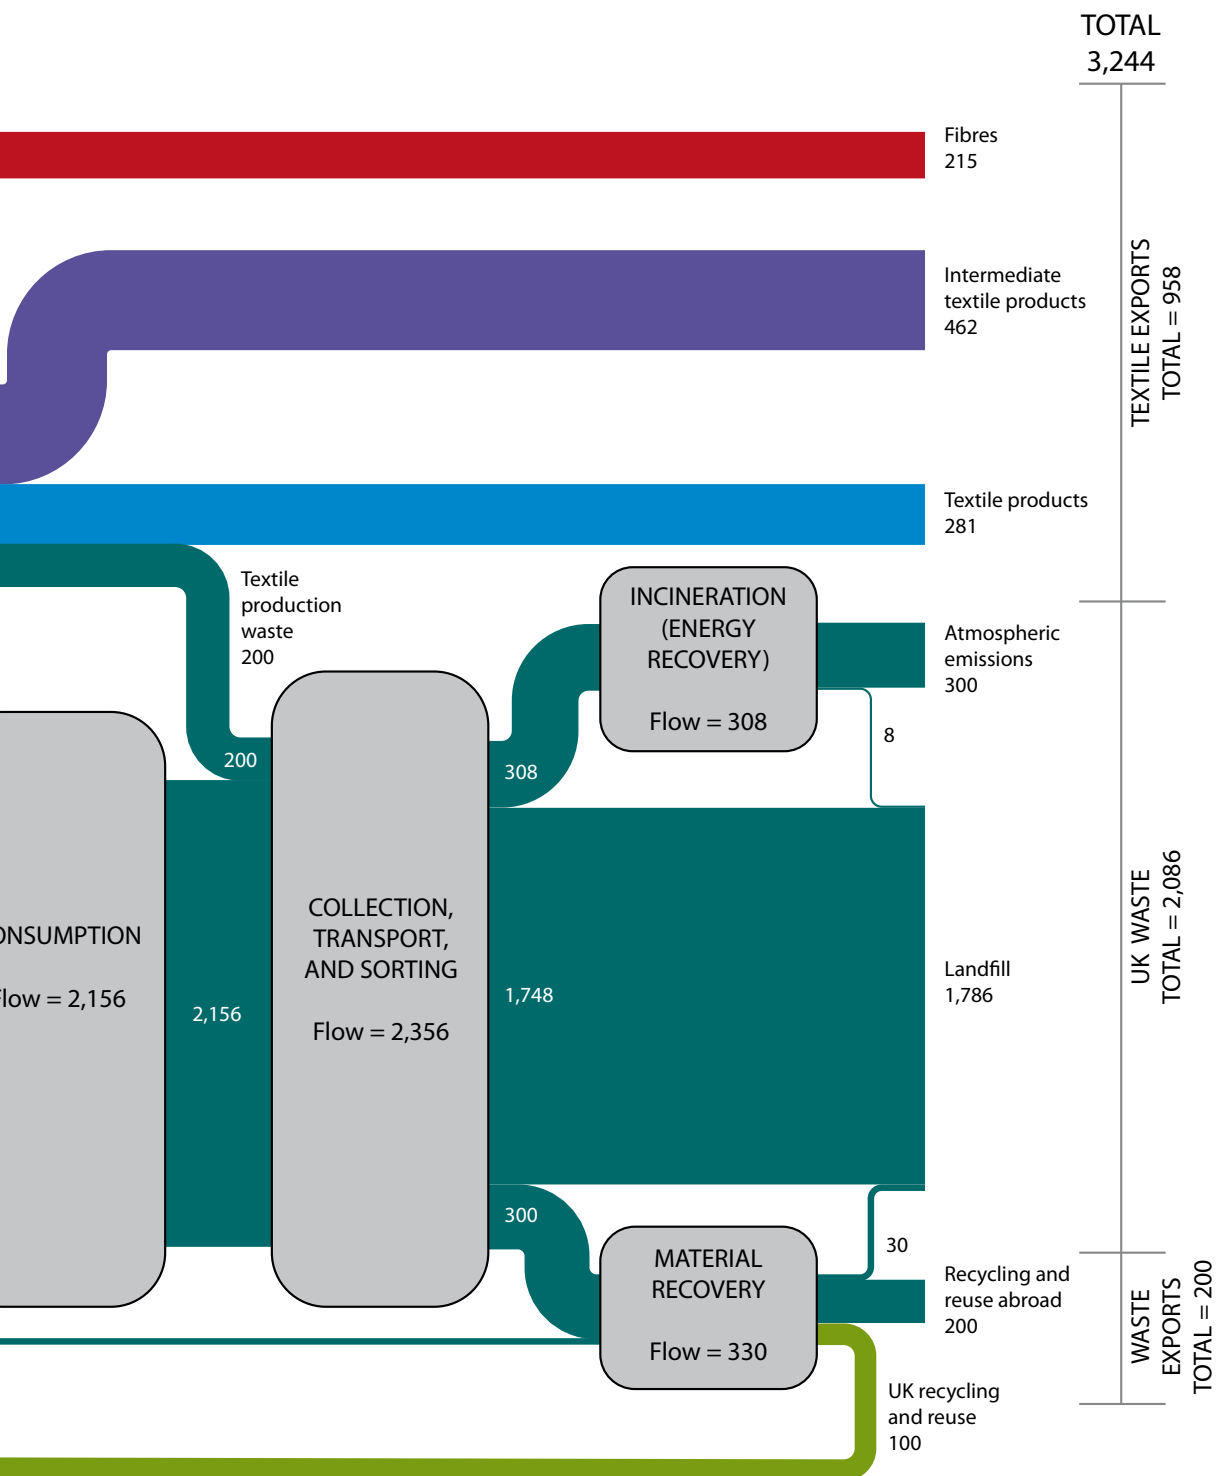 TOTAL
3,244
Fibres
215
Intermediate
textile products
462
TEXTILE EXPORTS
TOTAL = 958
Textile products
281
Textile
production
waste
200
INCINERATION
(ENERGY
RECOVERY)
Flow = 308
Atmospheric
emissions
300
8
200
308
COLLECTION,
TRANSPORT,
AND SORTING
Flow = 2,356
ONSUMPTION
Flow = 2,156
2,156
1,748
Landfill
1,786
UK WASTE
TOTAL = 2,086
300
30
MATERIAL
RECOVERY
Flow = 330
Recycling and
reuse abroad
200
WASTE
EXPORTS
TOTAL = 200
UK recycling
and reuse
100